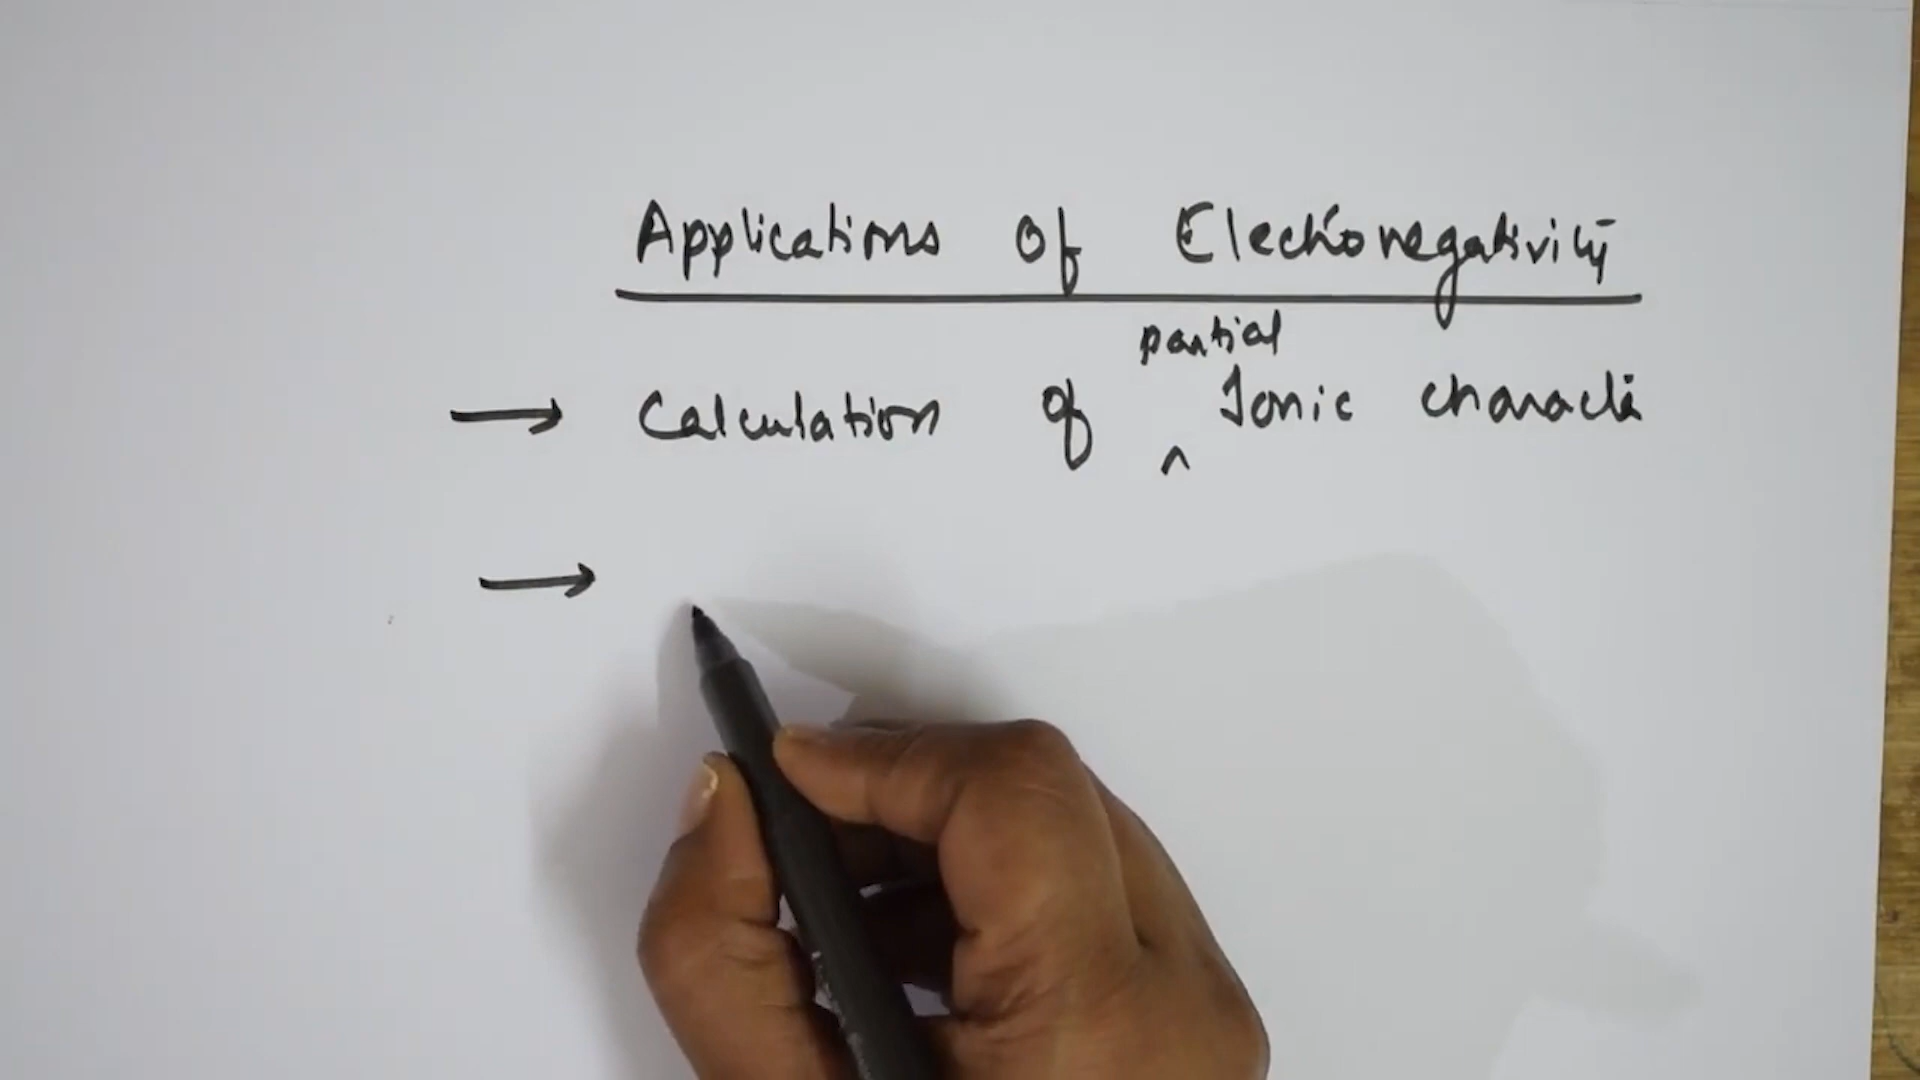 Applications of Electronegativity
→ Calculation of ^ partial Ionic character
→